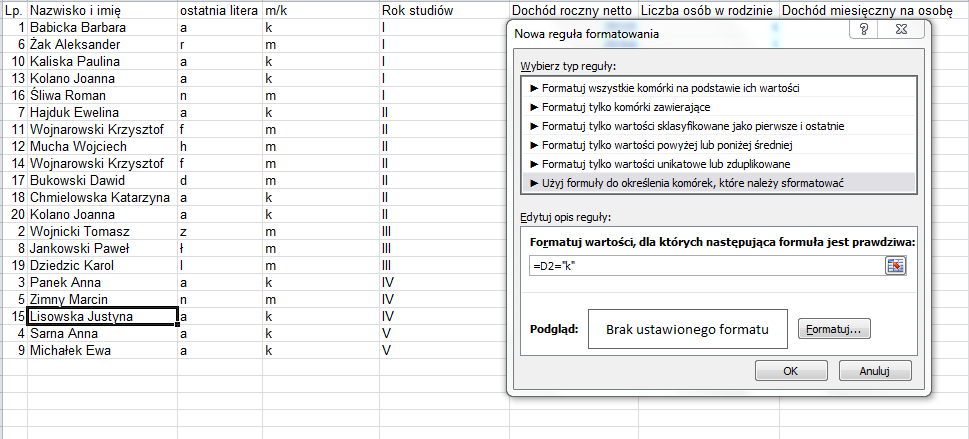 Lp. Nazwisko i imię ostatnia litera m/k Rok studiów Dochód roczny netto Liczba osób w rodzinie Dochód miesięczny na osobę
1 Babicka Barbara a k I
6 Żak Aleksander r m I
10 Kaliska Paulina a k I
13 Kolano Joanna a k I
16 Śliwa Roman n m I
7 Hajduk Ewelina a k II
11 Wojnarowski Krzysztof f m II
12 Mucha Wojciech h m II
14 Wojnarowski Krzysztof f m II
17 Bukowski Dawid d m II
18 Chmielowska Katarzyna a k II
20 Kolano Joanna a k II
2 Wojnicki Tomasz z m III
8 Jankowski Paweł ł m III
19 Dziedzic Karol l m III
3 Panek Anna a k IV
5 Zimny Marcin n m IV
15 Lisowska Justyna a k IV
4 Sarna Anna a k V
9 Michałek Ewa a k V
Nowa reguła formatowania
?
Wybierz typ reguły:
► Formatuj wszystkie komórki na podstawie ich wartości
► Formatuj tylko komórki zawierające
► Formatuj tylko wartości sklasyfikowane jako pierwsze i ostatnie
► Formatuj tylko wartości powyżej lub poniżej średniej
► Formatuj tylko wartości unikatowe lub zduplikowane
► Użyj formuły do określenia komórek, które należy sformatować
Edytuj opis reguły:
Formatuj wartości, dla których następująca formuła jest prawdziwa:
=D2="k"
Podgląd: Brak ustawionego formatu Formatuj...
OK Anuluj